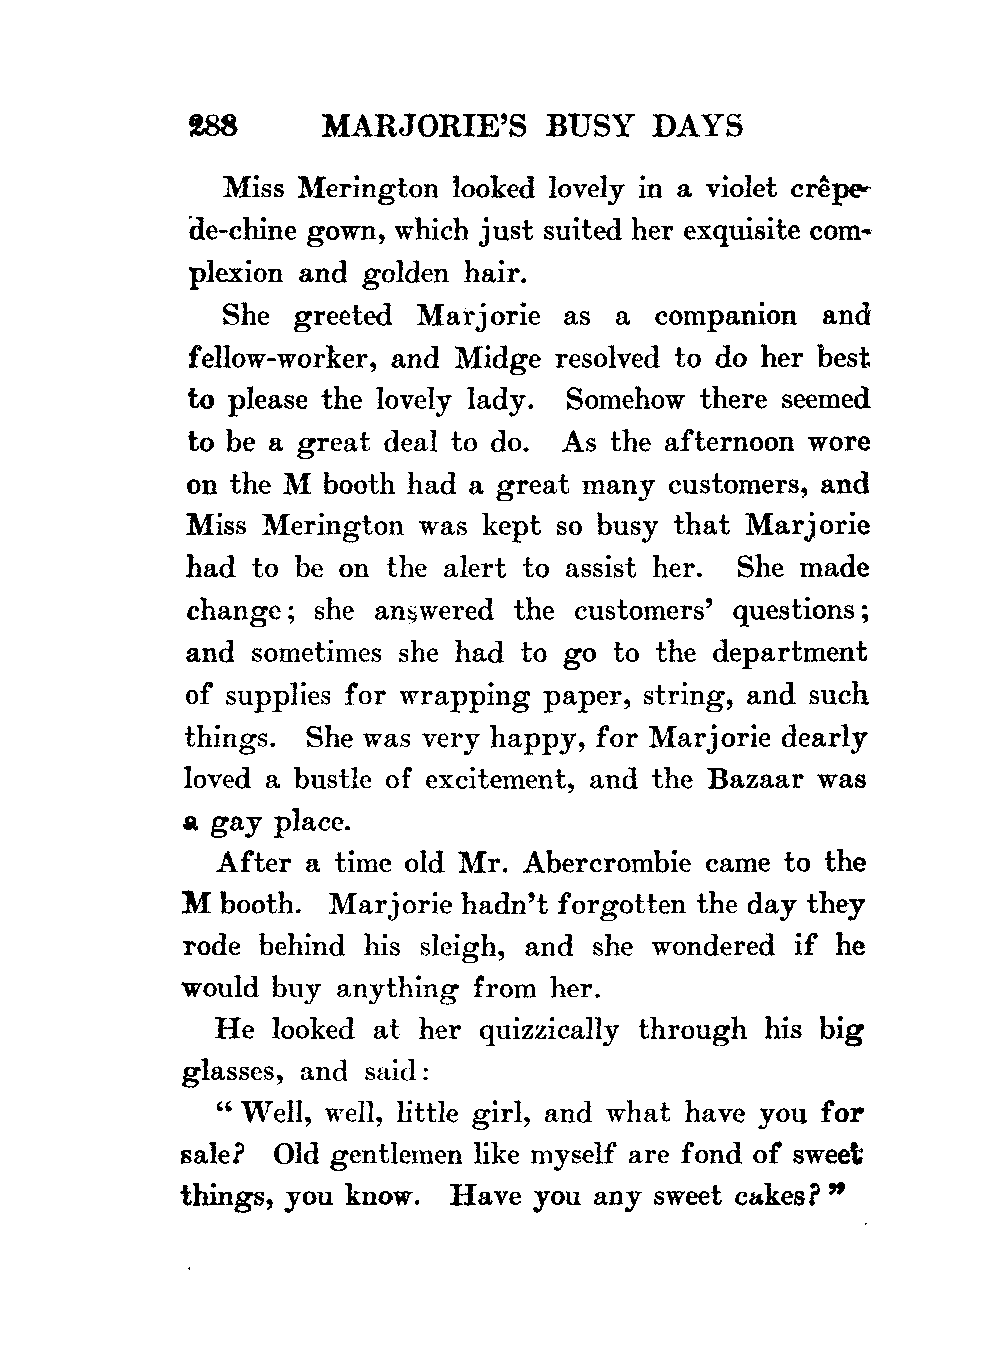 288 MARJORIE'S BUSY DAYS
Miss Merington looked lovely in a violet crêpe-
de-chine gown, which just suited her exquisite com-
plexion and golden hair.
She greeted Marjorie as a companion and
fellow-worker, and Midge resolved to do her best
to please the lovely lady. Somehow there seemed
to be a great deal to do. As the afternoon wore
on the M booth had a great many customers, and
Miss Merington was kept so busy that Marjorie
had to be on the alert to assist her. She made
change; she answered the customers' questions;
and sometimes she had to go to the department
of supplies for wrapping paper, string, and such
things. She was very happy, for Marjorie dearly
loved a bustle of excitement, and the Bazaar was
a gay place.
After a time old Mr. Abercrombie came to the
M booth. Marjorie hadn't forgotten the day they
rode behind his sleigh, and she wondered if he
would buy anything from her.
He looked at her quizzically through his big
glasses, and said:
"Well, well, little girl, and what have you for
sale? Old gentlemen like myself are fond of sweet
things, you know. Have you any sweet cakes?"